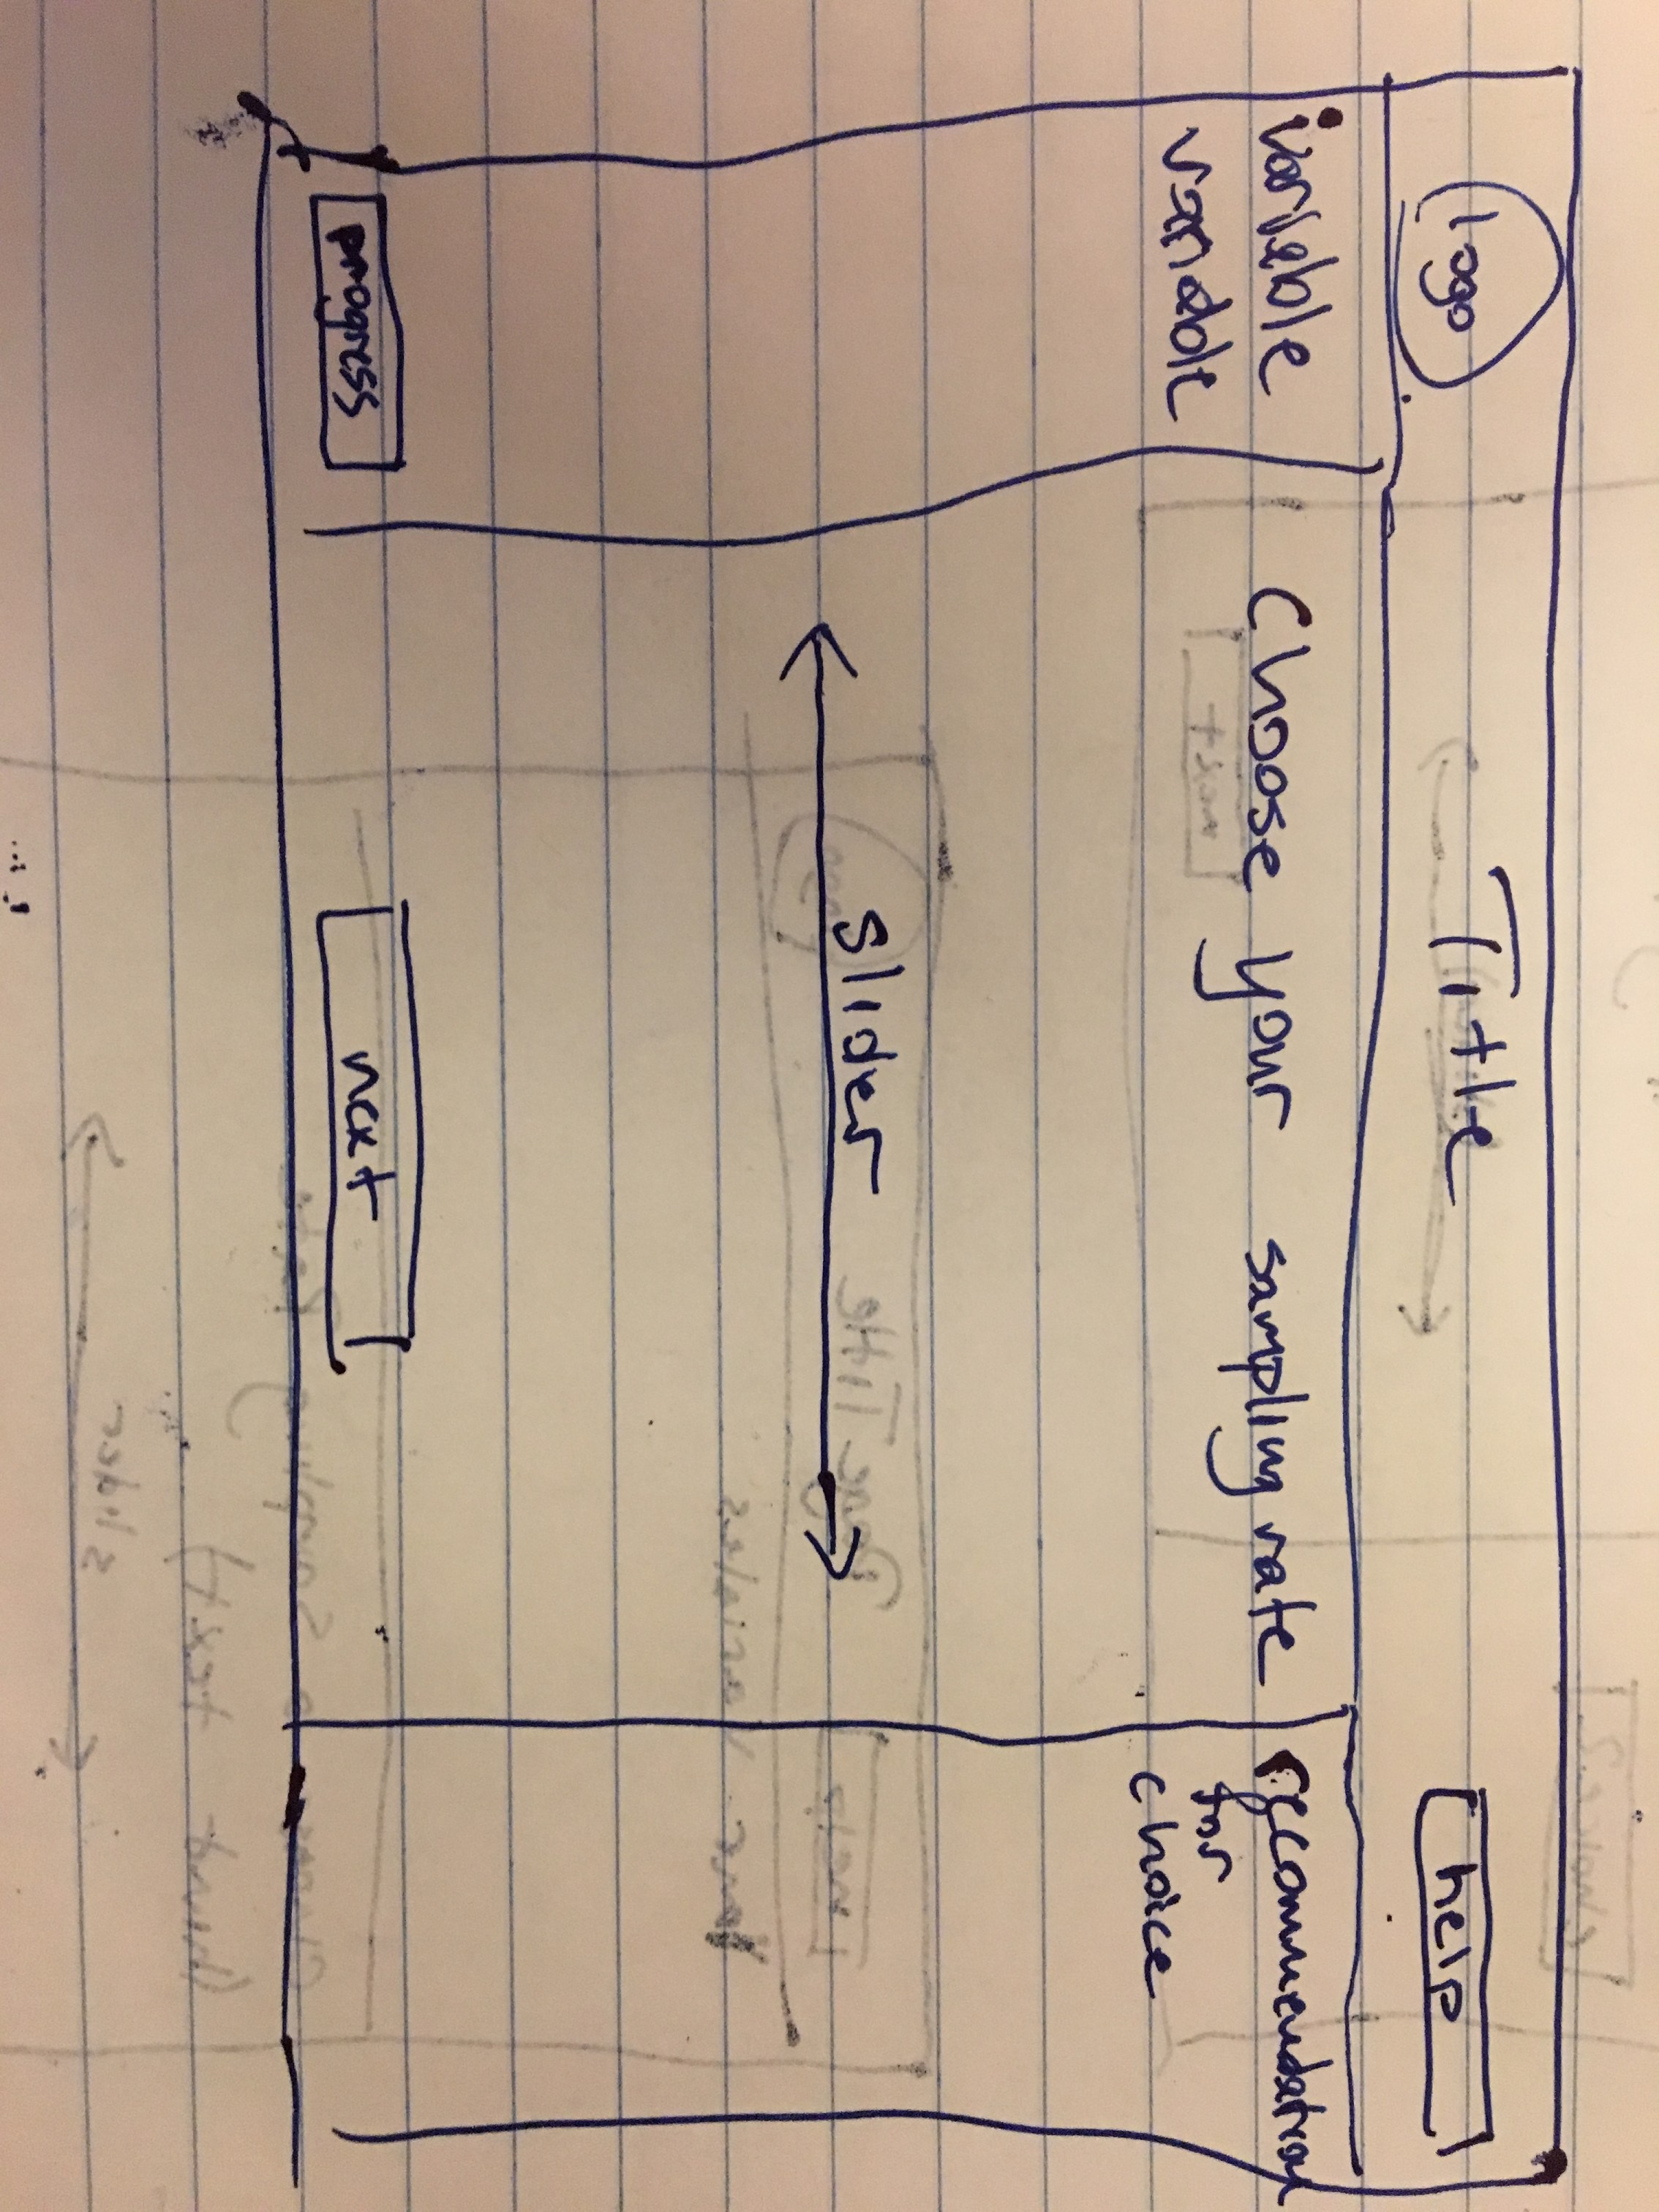 logo Title help
variable
variable
Choose your sampling rate
recommendation
for
choice
slider
progress
next